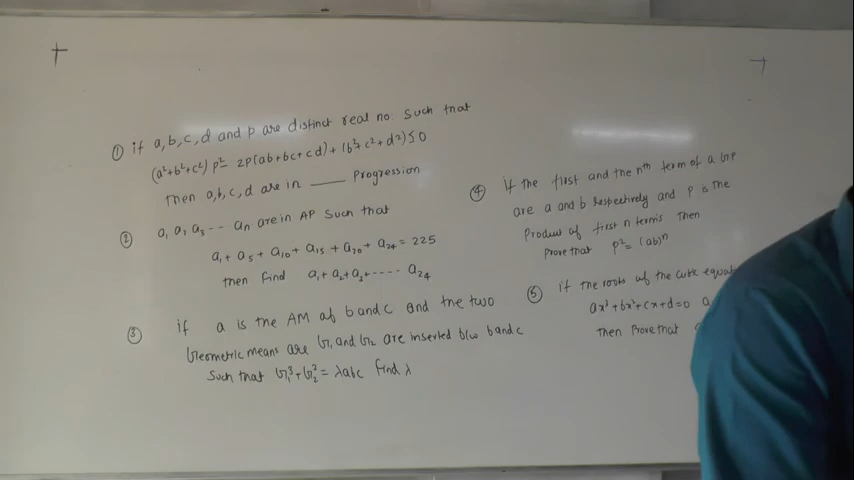 ① if a, b, c, d and p are distinct real no. such that
(a²+b²+c²) p² - 2p(ab+bc+cd) + (b²+c²+d²) ≤ 0
Then a, b, c, d are in ____ Progression
② a₁ a₂ a₃ --- aₙ are in AP such that
a₁ + a₅ + a₁₀ + a₁₅ + a₂₀ + a₂₄ = 225
then find a₁+a₂+a₃+----- a₂₄
③ if a is the AM of b and c and the two
Geometric means are G₁ and G₂ are inserted b/w b and c
Such that G₁³+G₂³ = λabc find λ
④ if the first and the nth term of a GP
are a and b respectively and P is the
Product of first n terms Then
Prove that P² = (ab)ⁿ
⑤ if the roots of the cubic equat
ax³+bx²+cx+d=0 a
Then Prove that